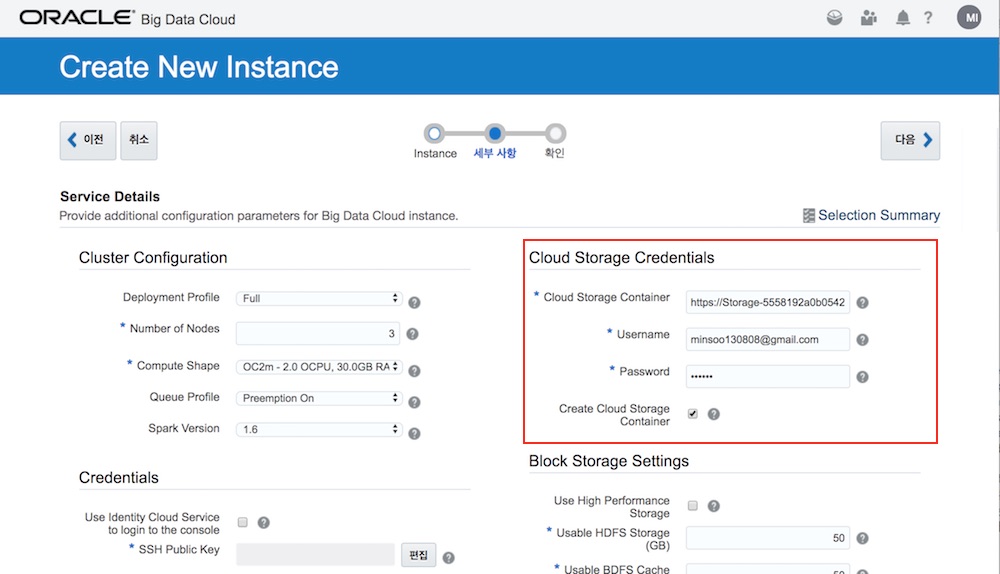 ORACLE® Big Data Cloud
? MI
Create New Instance
이전
취소
Instance
세부 사항
확인
다음
Service Details
Provide additional configuration parameters for Big Data Cloud instance.
Selection Summary
Cluster Configuration
Deployment Profile
Full
?
* Number of Nodes
3
?
* Compute Shape
OC2m - 2.0 OCPU, 30.0GB RA
?
Queue Profile
Preemption On
?
Spark Version
1.6
?
Credentials
Use Identity Cloud Service
to login to the console
?
* SSH Public Key
편집
?
Cloud Storage Credentials
* Cloud Storage Container
https://Storage-5558192a0b0542
?
* Username
minsoo130808@gmail.com
?
* Password
••••••
?
Create Cloud Storage
Container
?
Block Storage Settings
Use High Performance
Storage
?
* Usable HDFS Storage
(GB)
50
?
* Usable BDFS Cache
50